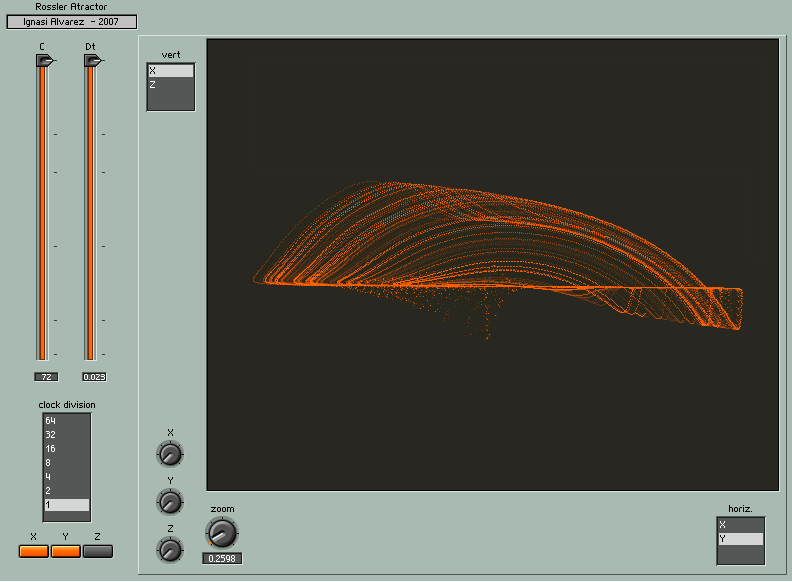 Rossler Atractor
Ignasi Alvarez - 2007
C
Dt
vert
X
Z
72
0.023
clock division
64
32
16
8
4
2
1
X
Y
Z
X
Y
Z
zoom
0.2598
horiz.
X
Y